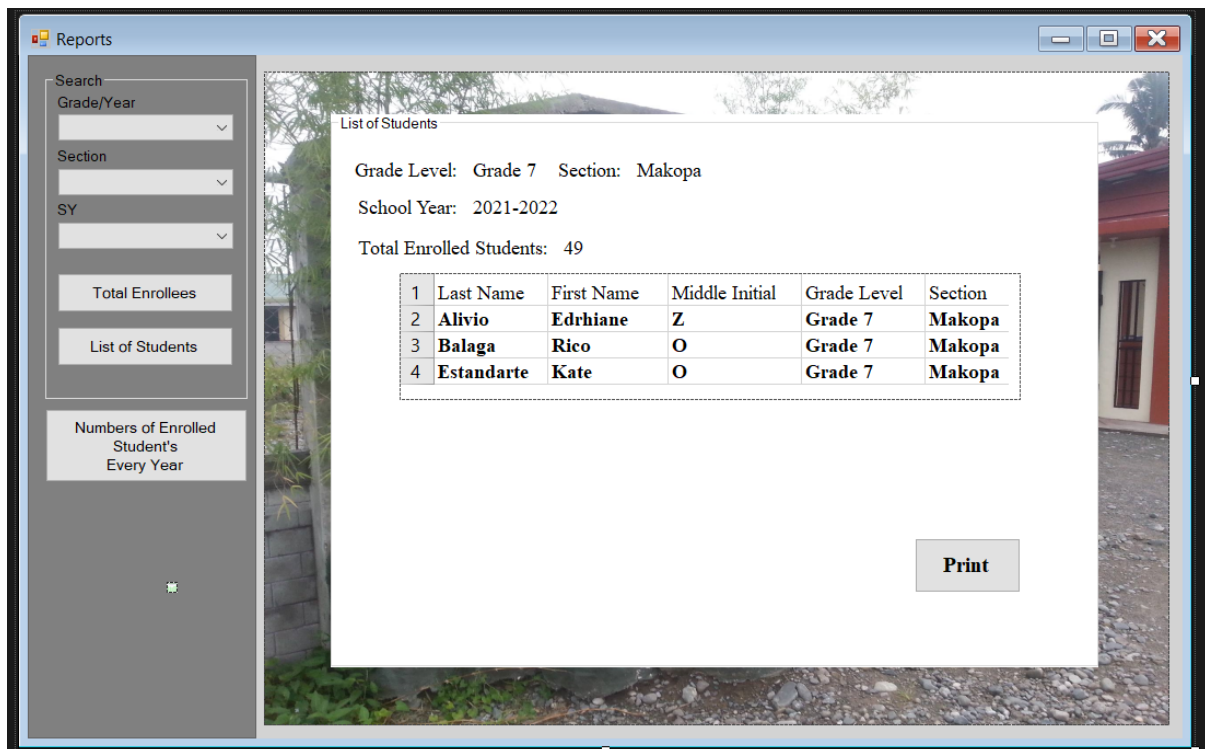 Reports
Search
Grade/Year
Section
SY
Total Enrollees
List of Students
Numbers of Enrolled
Student's
Every Year
List of Students
Grade Level: Grade 7 Section: Makopa
School Year: 2021-2022
Total Enrolled Students: 49
1 Last Name First Name Middle Initial Grade Level Section
2 Alivio Edrhiane Z Grade 7 Makopa
3 Balaga Rico O Grade 7 Makopa
4 Estandarte Kate O Grade 7 Makopa
Print